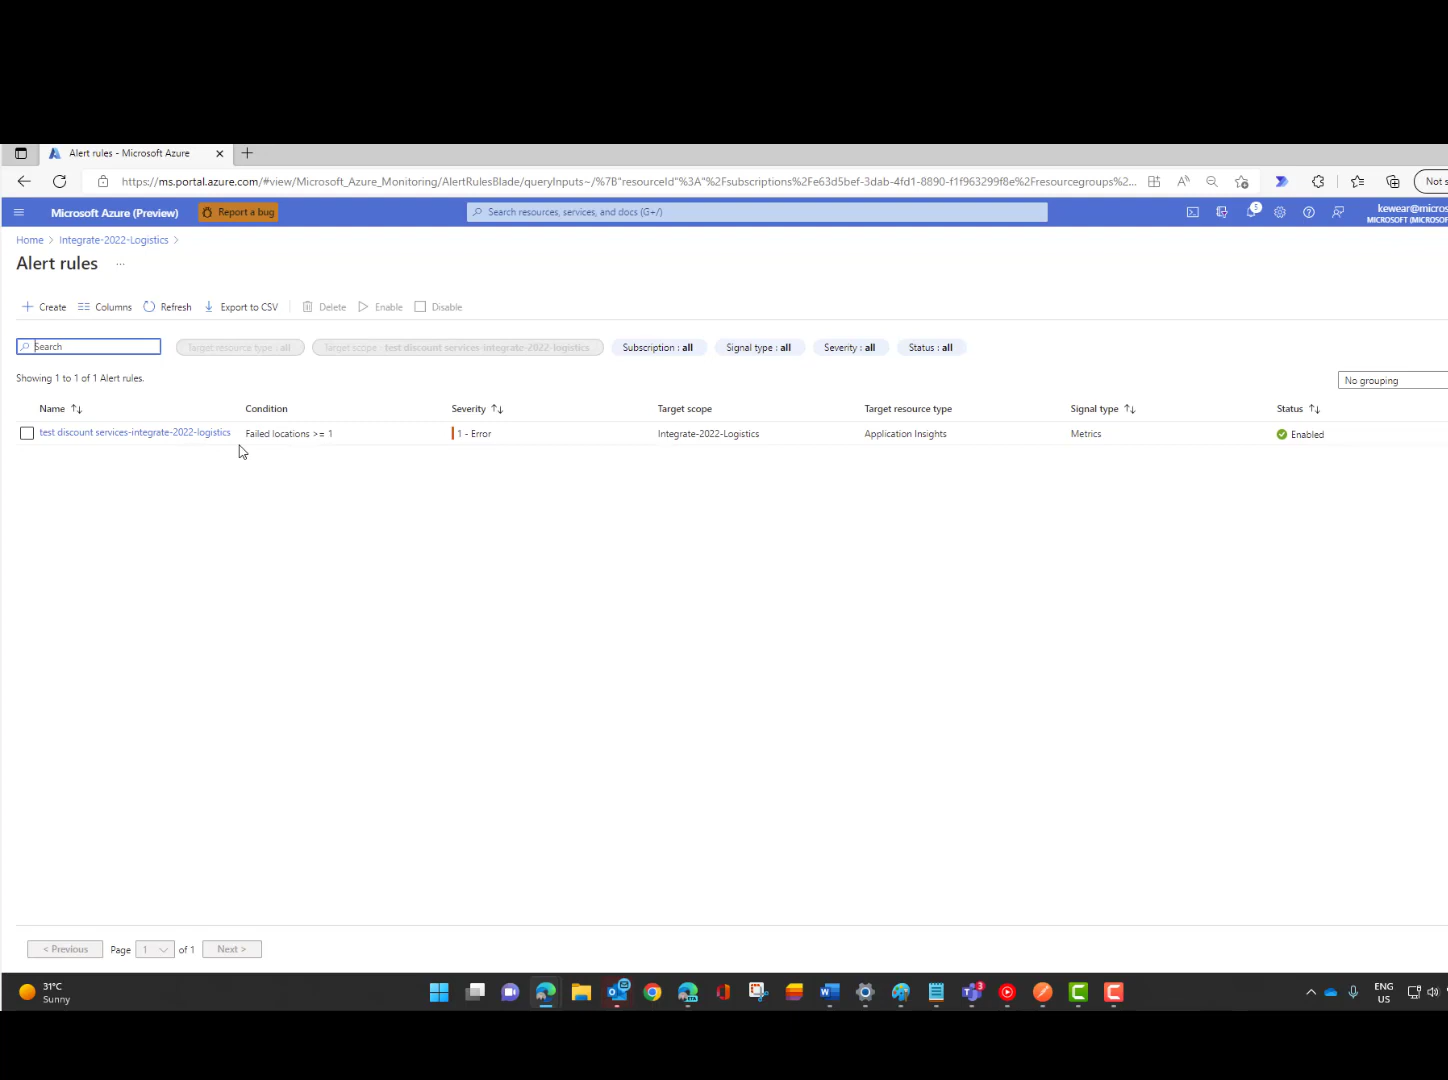 Alert rules - Microsoft Azure
https://ms.portal.azure.com/#view/Microsoft_Azure_Monitoring/AlertRulesBlade/queryInputs~/%7B"resourceId"%3A"%2Fsubscriptions%2Fe63d5bef-3dab-4fd1-8890-f1f963299f8e%2Fresourcegroups%2... Not s
Microsoft Azure (Preview) Report a bug Search resources, services, and docs (G+/) 5 kewear@micros
MICROSOFT (MICROSOF
Home > Integrate-2022-Logistics >
Alert rules ...
+ Create Columns Refresh Export to CSV Delete Enable Disable
Search Target resource type : all Target scope : test discount services-integrate-2022-logistics Subscription : all Signal type : all Severity : all Status : all
Showing 1 to 1 of 1 Alert rules.
No grouping
Name Condition Severity Target scope Target resource type Signal type Status
test discount services-integrate-2022-logistics Failed locations >= 1 1 - Error Integrate-2022-Logistics Application Insights Metrics Enabled
< Previous Page 1 of 1 Next >
31°C
Sunny
3
ENG
US